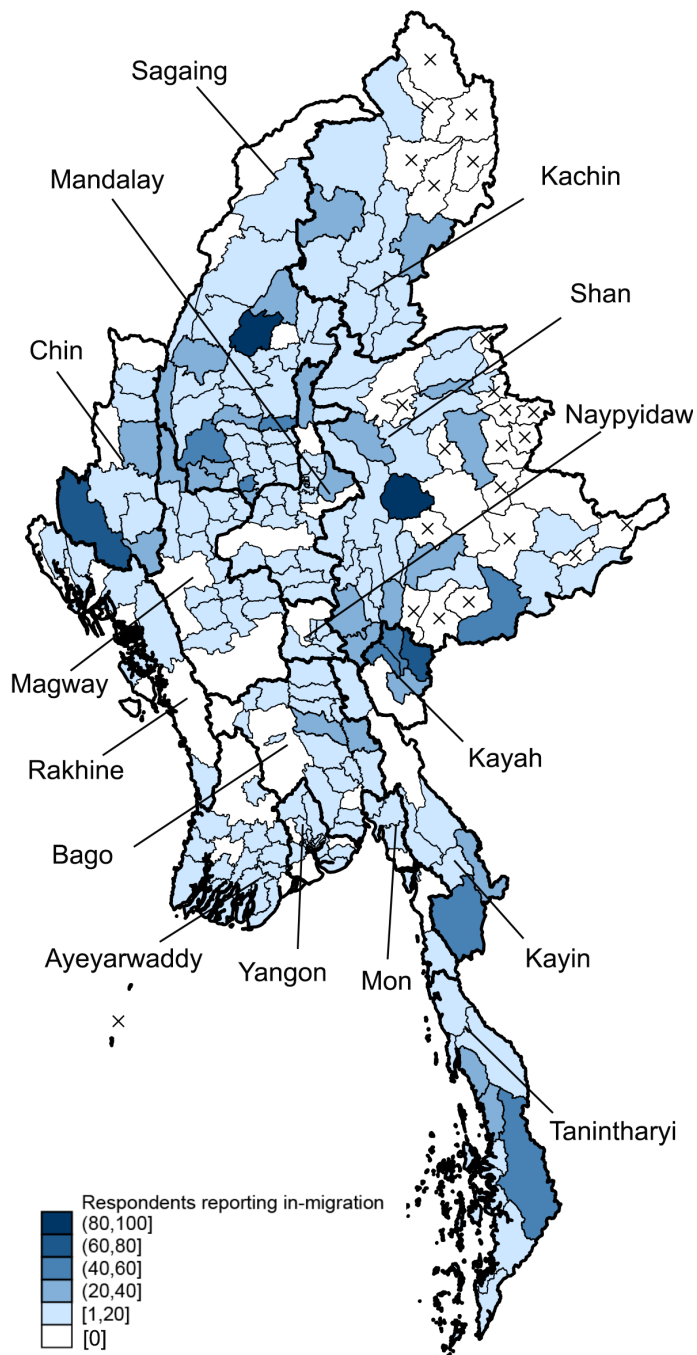 Sagaing
Mandalay
Kachin
Shan
Chin
Naypyidaw
Magway
Rakhine
Kayah
Bago
Ayeyarwaddy
Yangon
Mon
Kayin
Tanintharyi
Respondents reporting in-migration
(80,100]
(60,80]
(40,60]
(20,40]
[1,20]
[0]